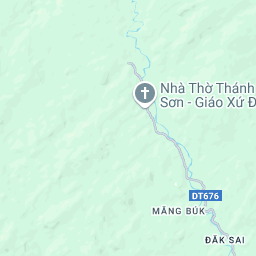 Nhà Thờ Thánh
Sơn - Giáo Xứ Đ
DT676
MĂNG BÚK
ĐĂK SAI